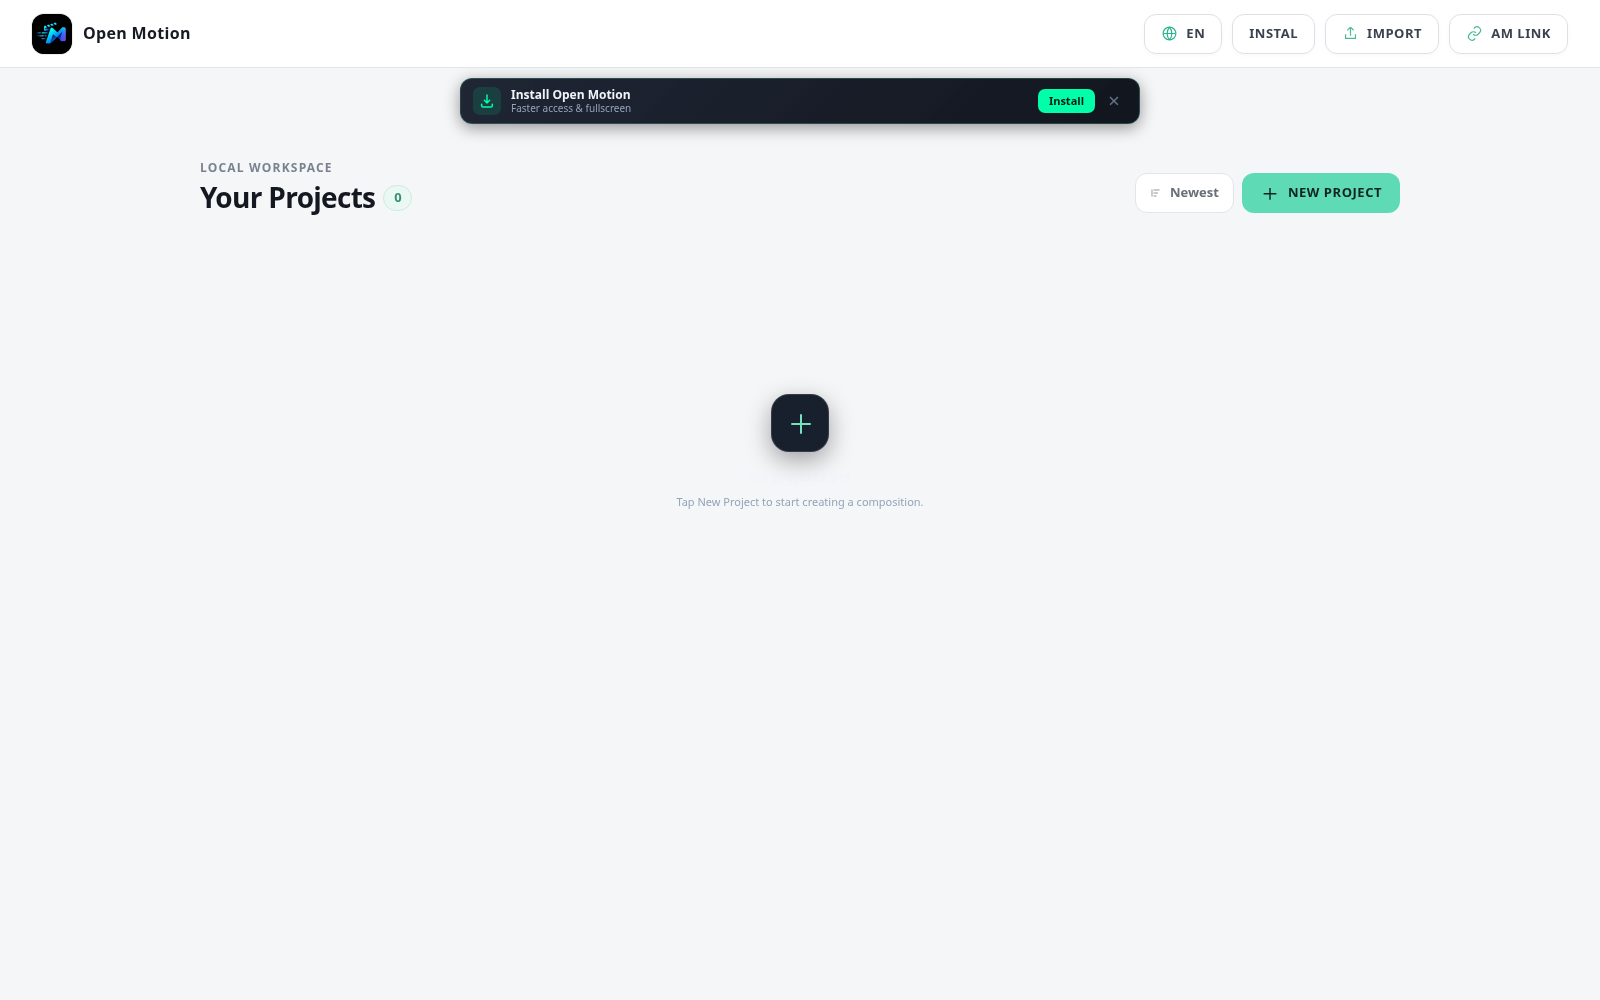 Open Motion
EN
INSTAL
IMPORT
AM LINK
Install Open Motion
Faster access & fullscreen
Install
LOCAL WORKSPACE
Your Projects 0
Newest
NEW PROJECT
Tap New Project to start creating a composition.